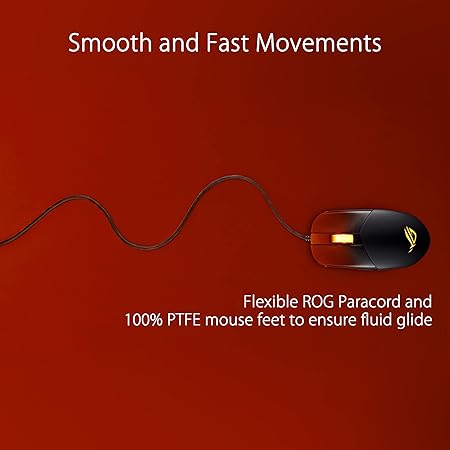 Smooth and Fast Movements
Flexible ROG Paracord and
100% PTFE mouse feet to ensure fluid glide